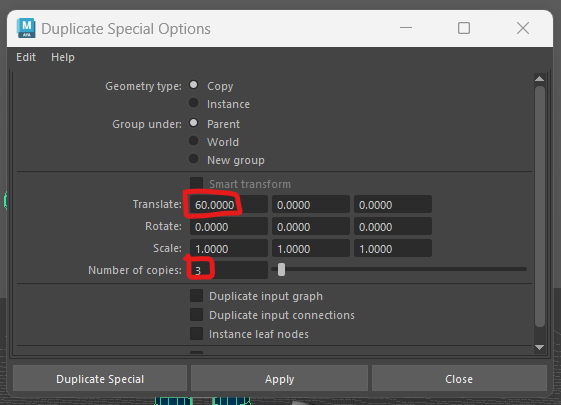 M
AYA
Duplicate Special Options
Edit Help
Geometry type: Copy
Instance
Group under: Parent
World
New group
Smart transform
Translate: 60.0000 0.0000 0.0000
Rotate: 0.0000 0.0000 0.0000
Scale: 1.0000 1.0000 1.0000
Number of copies: 3
Duplicate input graph
Duplicate input connections
Instance leaf nodes
Duplicate Special Apply Close